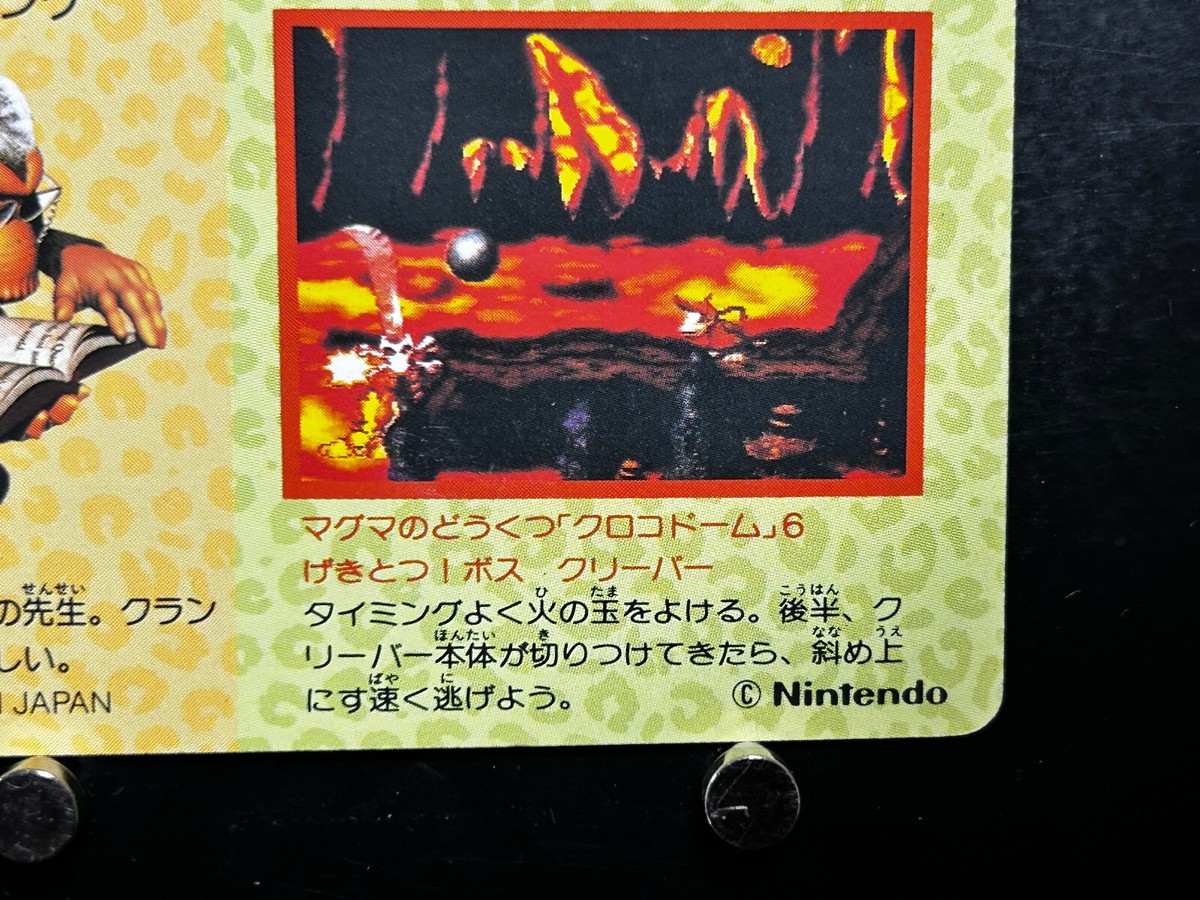 せんせい
の先生。クラン
しい。
JAPAN
マグマのどうくつ「クロコドーム」6
げきとつ！ボス　クリーバー
タイミングよく火の玉をよける。後半、ク
リーバー本体が切りつけてきたら、斜め上
にす速く逃げよう。
© Nintendo